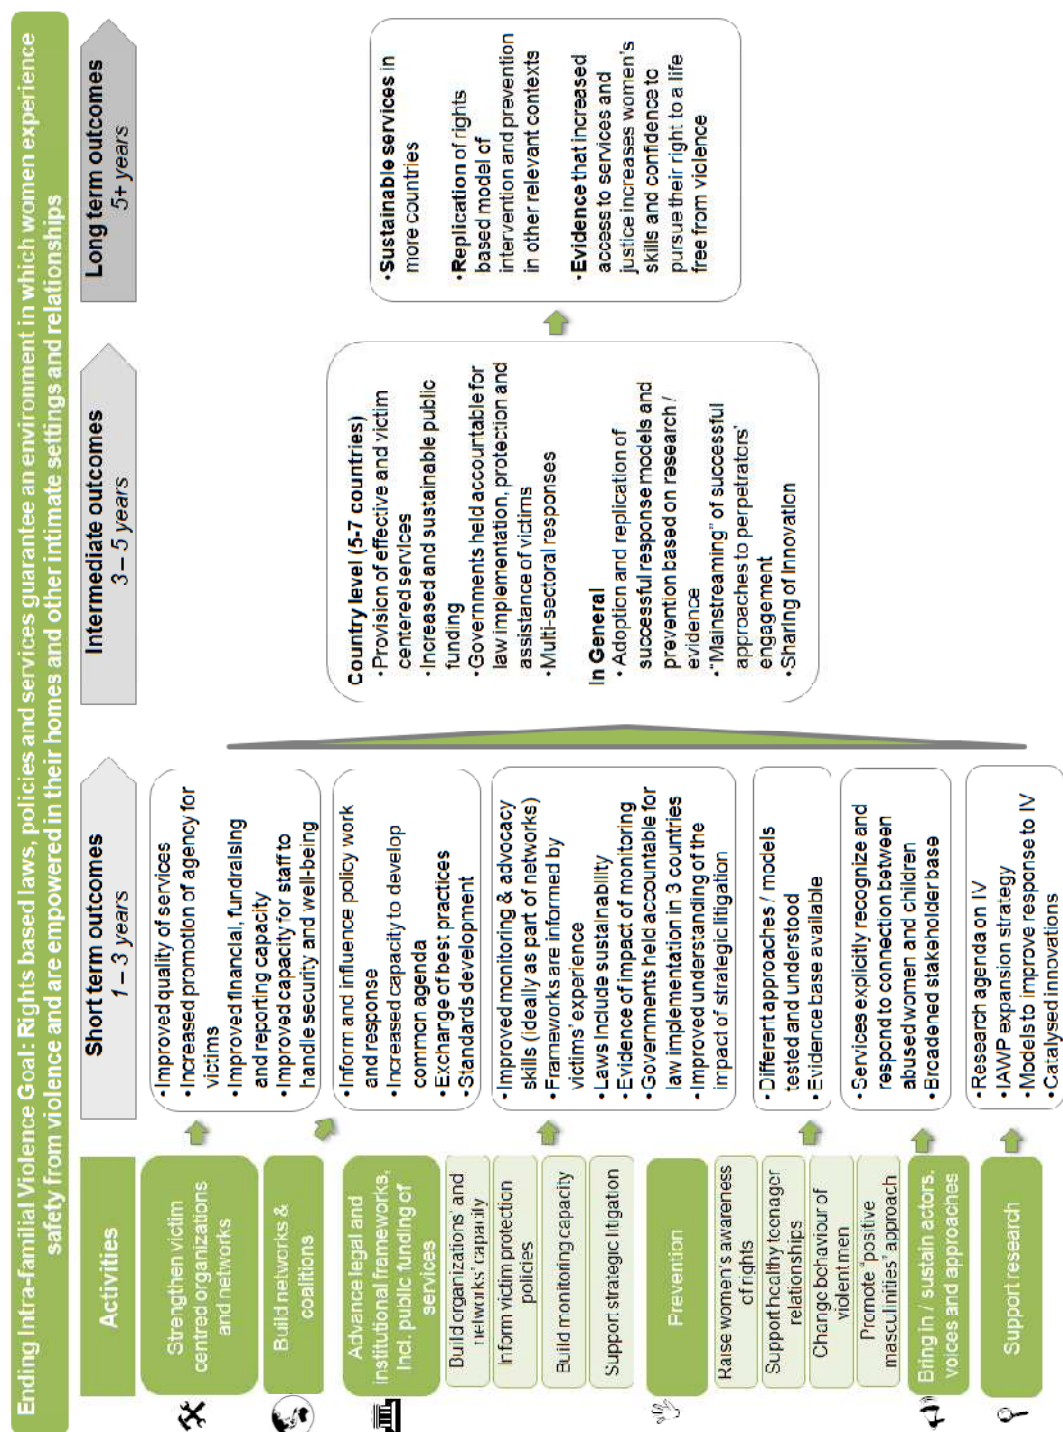 Ending Intra-familial Violence Goal: Rights based laws, policies and services guarantee an environment in which women experience
safety from violence and are empowered in their homes and other intimate settings and relationships
Activities
Short term outcomes
1 – 3 years
Intermediate outcomes
3 – 5 years
Long term outcomes
5+ years
Strengthen victim
centred organizations
and networks
Build networks &
coalitions
Advance legal and
institutional frameworks,
Incl. public funding of
services
Build organizations' and
networks' capacity
Inform victim protection
policies
Build monitoring capacity
Support strategic litigation
Prevention
Raise women's awareness
of rights
Support healthy teenager
relationships
Change behaviour of
violent men
Promote "positive
masculinities' approach
Bring in / sustain actors,
voices and approaches
Support research
• Improved quality of services
• Increased promotion of agency for
victims
• Improved financial, fundraising
and reporting capacity
• Improved capacity for staff to
handle security and well-being
• Inform and influence policy work
and response
• Increased capacity to develop
common agenda
• Exchange of best practices
• Standards development
• Improved monitoring & advocacy
skills (ideally as part of networks)
• Frameworks are informed by
victims' experience
• Laws Include sustainability
• Evidence of impact of monitoring
• Governments held accountable for
law implementation in 3 countries
• Improved understanding of the
impact of strategic litigation
• Different approaches / models
tested and understood
• Evidence base available
• Services explicitly recognize and
respond to connection between
abused women and children
• Broadened stakeholder base
• Research agenda on IV
• IAWP expansion strategy
• Models to improve response to IV
• Catalysed innovations
Country level (5-7 countries)
• Provision of effective and victim
centered services
• Increased and sustainable public
funding
• Governments held accountable for
law implementation, protection and
assistance of victims
• Multi-sectoral responses
In General
• Adoption and replication of
successful response models and
prevention based on research /
evidence
• "Mainstreaming" of successful
approaches to perpetrators'
engagement
• Sharing of Innovation
• Sustainable services in
more countries
• Replication of rights
based model of
intervention and prevention
in other relevant contexts
• Evidence that increased
access to services and
justice increases women's
skills and confidence to
pursue their right to a life
free from violence